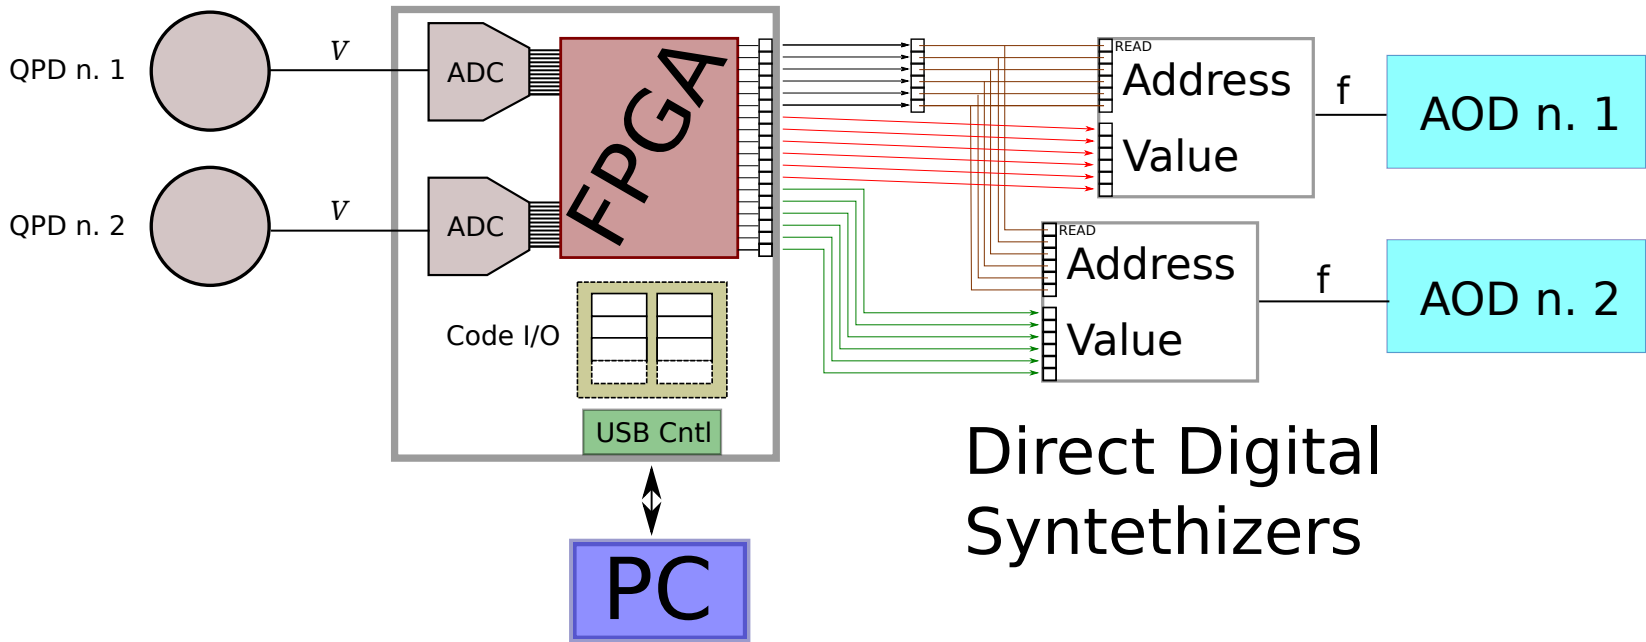 QPD n. 1
V
ADC
FPGA
READ
Address
Value
f
AOD n. 1
QPD n. 2
V
ADC
READ
Address
Value
f
AOD n. 2
Code I/O
USB Cntl
Direct Digital
Syntethizers
PC